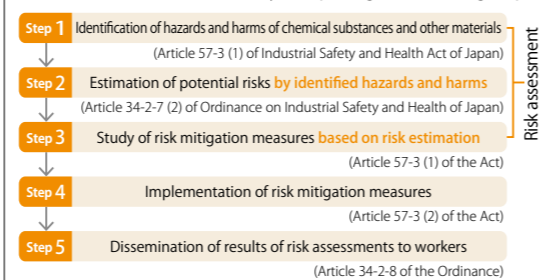 Step 1 Identification of hazards and harms of chemical substances and other materials
(Article 57-3 (1) of Industrial Safety and Health Act of Japan)
Step 2 Estimation of potential risks by identified hazards and harms
(Article 34-2-7 (2) of Ordinance on Industrial Safety and Health of Japan)
Step 3 Study of risk mitigation measures based on risk estimation
(Article 57-3 (1) of the Act)
Step 4 Implementation of risk mitigation measures
(Article 57-3 (2) of the Act)
Step 5 Dissemination of results of risk assessments to workers
(Article 34-2-8 of the Ordinance)
Risk assessment